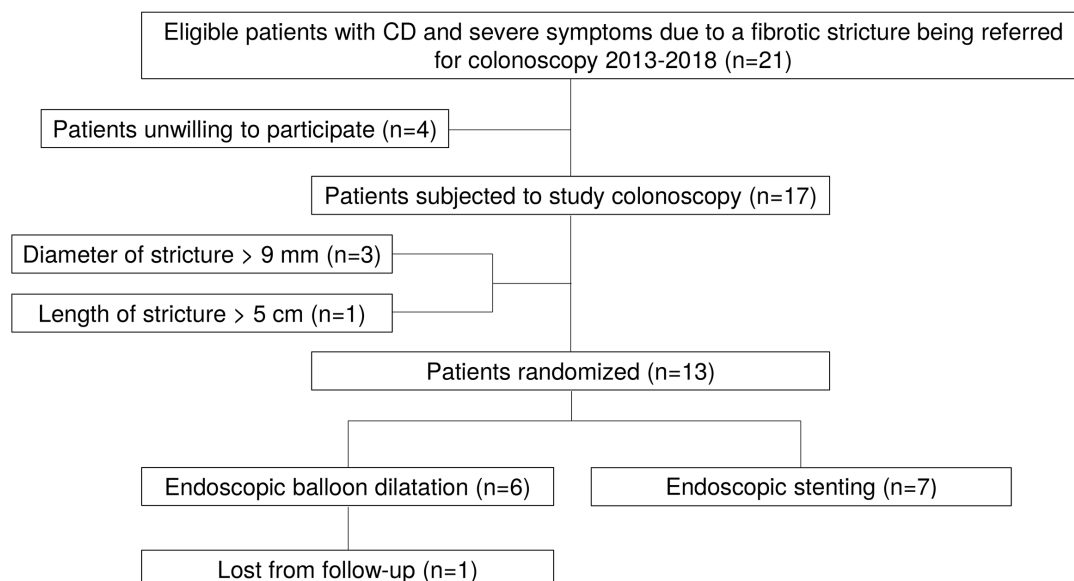 Eligible patients with CD and severe symptoms due to a fibrotic stricture being referred
for colonoscopy 2013-2018 (n=21)
Patients unwilling to participate (n=4)
Patients subjected to study colonoscopy (n=17)
Diameter of stricture > 9 mm (n=3)
Length of stricture > 5 cm (n=1)
Patients randomized (n=13)
Endoscopic balloon dilatation (n=6)
Endoscopic stenting (n=7)
Lost from follow-up (n=1)